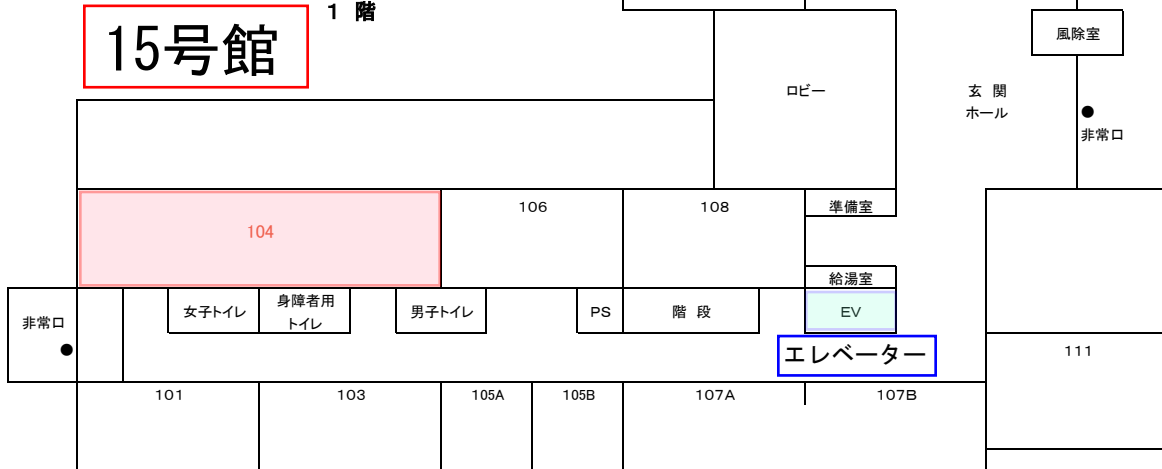 1 階
15号館
風除室
ロビー
玄 関
ホール
非常口
104
106
108
準備室
給湯室
非常口
女子トイレ
身障者用
トイレ
男子トイレ
PS
階 段
EV
エレベーター
111
101
103
105A
105B
107A
107B